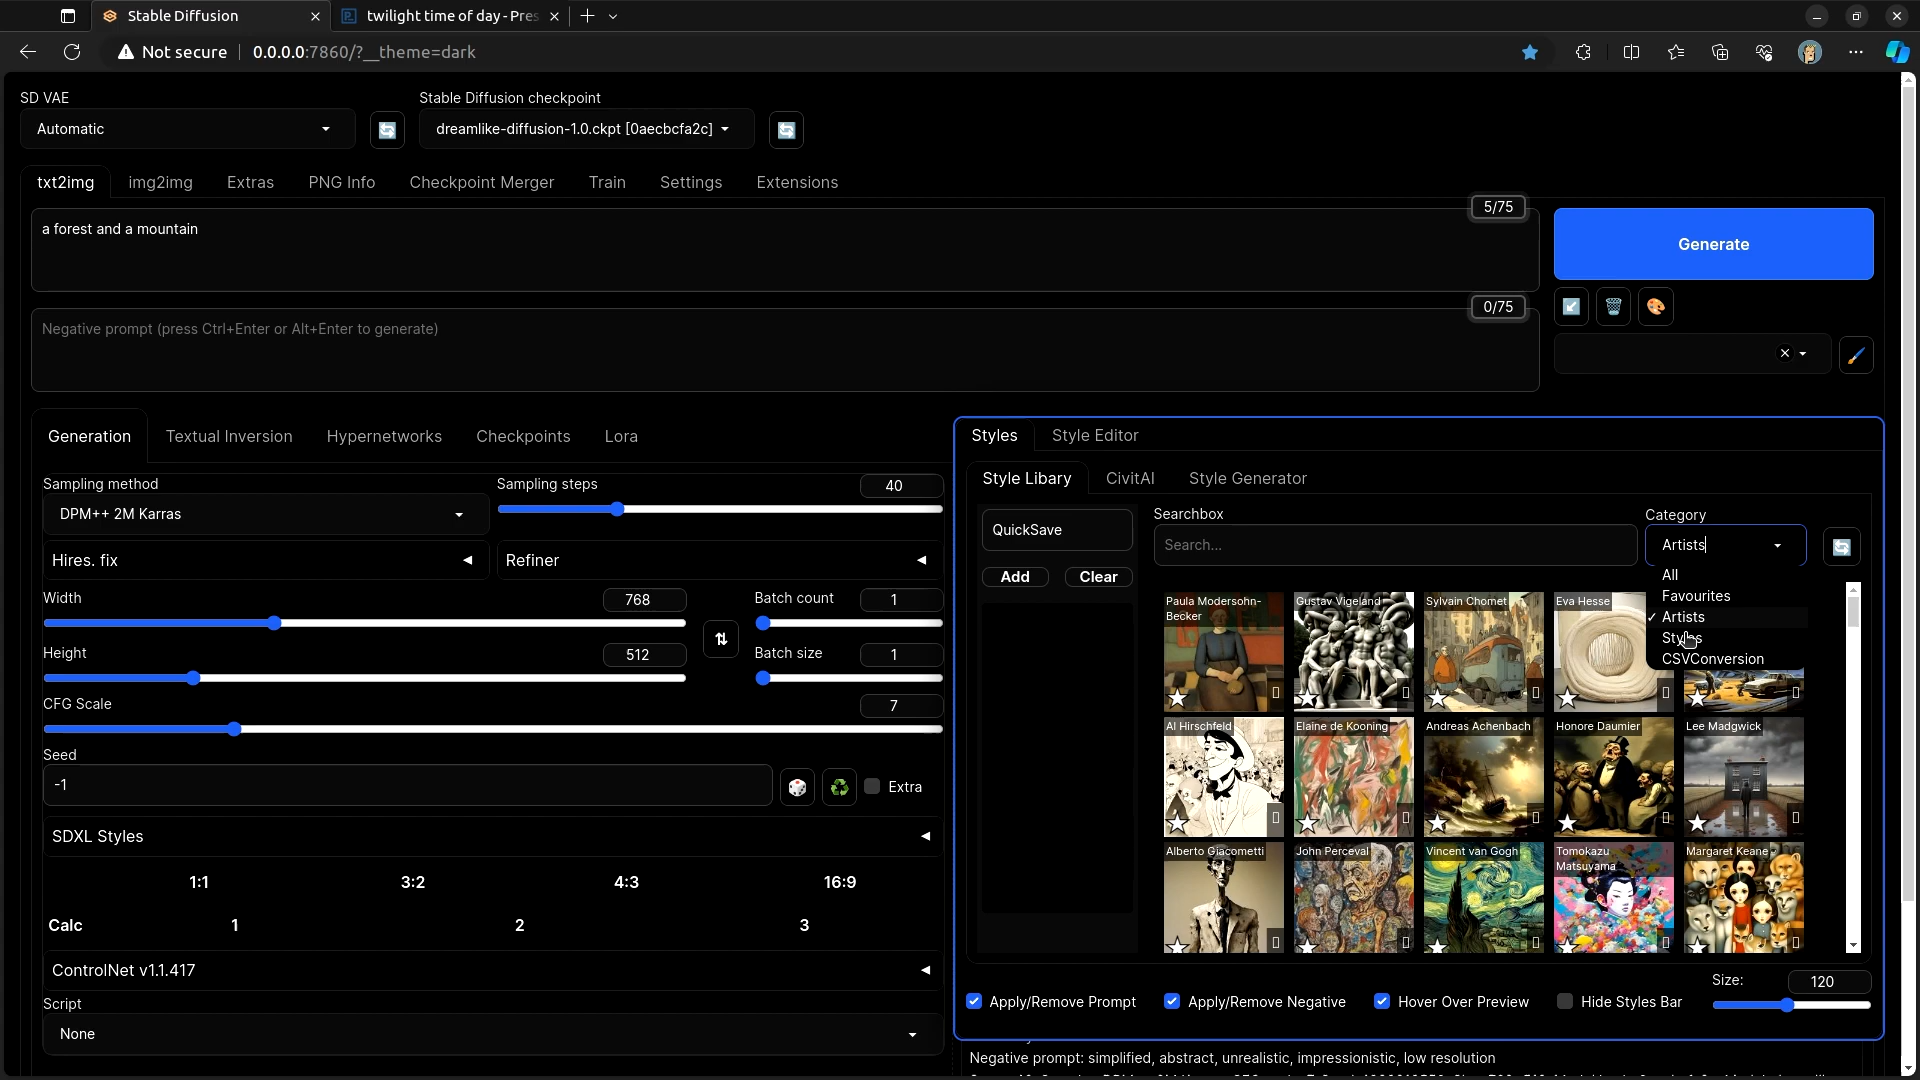 Stable Diffusion
twilight time of day - Pres
Not secure
0.0.0.0:7860/?__theme=dark
SD VAE
Stable Diffusion checkpoint
Automatic
dreamlike-diffusion-1.0.ckpt [0aecbcfa2c]
txt2img
img2img
Extras
PNG Info
Checkpoint Merger
Train
Settings
Extensions
5/75
a forest and a mountain
Generate
0/75
Negative prompt (press Ctrl+Enter or Alt+Enter to generate)
Generation
Textual Inversion
Hypernetworks
Checkpoints
Lora
Sampling method
DPM++ 2M Karras
Sampling steps
40
Hires. fix
Refiner
Width
768
Batch count
1
Height
512
Batch size
1
CFG Scale
7
Seed
-1
Extra
SDXL Styles
1:1
3:2
4:3
16:9
Calc
1
2
3
ControlNet v1.1.417
Script
None
Styles
Style Editor
Style Libary
CivitAI
Style Generator
QuickSave
Add
Clear
Searchbox
Search...
Category
Artists
All
Favourites
✓ Artists
Styles
CSVConversion
Paula Modersohn-
Becker
Gustav Vigeland
Sylvain Chomet
Eva Hesse
Al Hirschfeld
Elaine de Kooning
Andreas Achenbach
Honore Daumier
Lee Madgwick
Alberto Giacometti
John Perceval
Vincent van Gogh
Tomokazu
Matsuyama
Margaret Keane
Apply/Remove Prompt
Apply/Remove Negative
Hover Over Preview
Hide Styles Bar
Size:
120
Negative prompt: simplified, abstract, unrealistic, impressionistic, low resolution